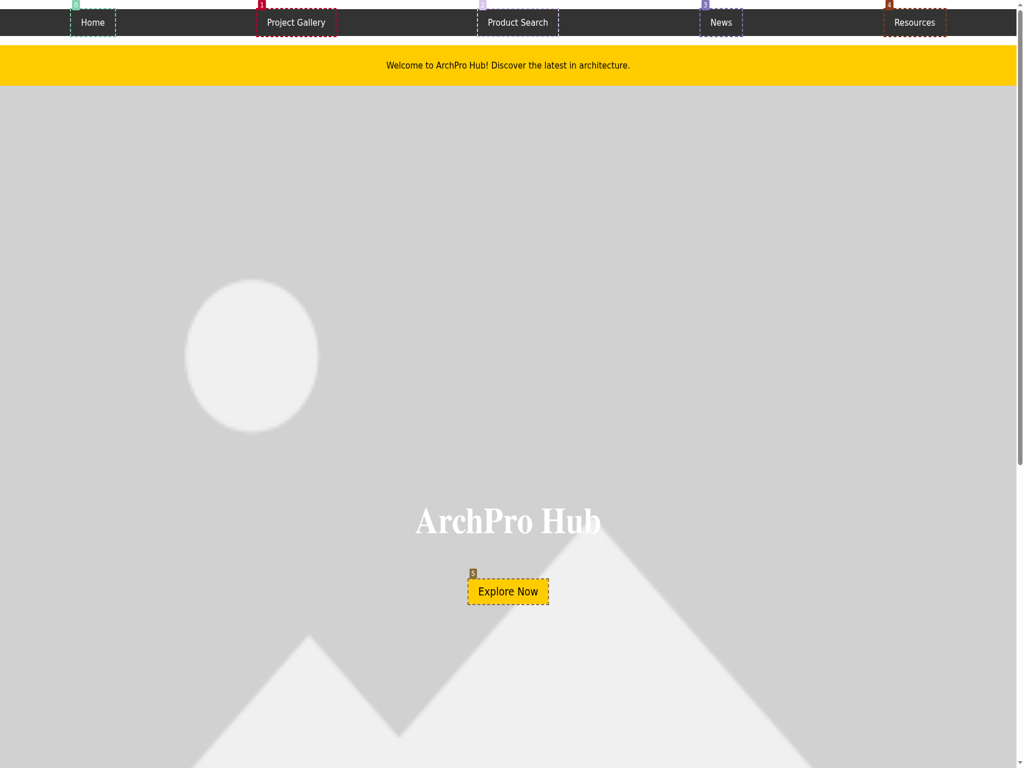 0
1
2
3
4
Home
Project Gallery
Product Search
News
Resources
Welcome to ArchPro Hub! Discover the latest in architecture.
ArchPro Hub
5
Explore Now